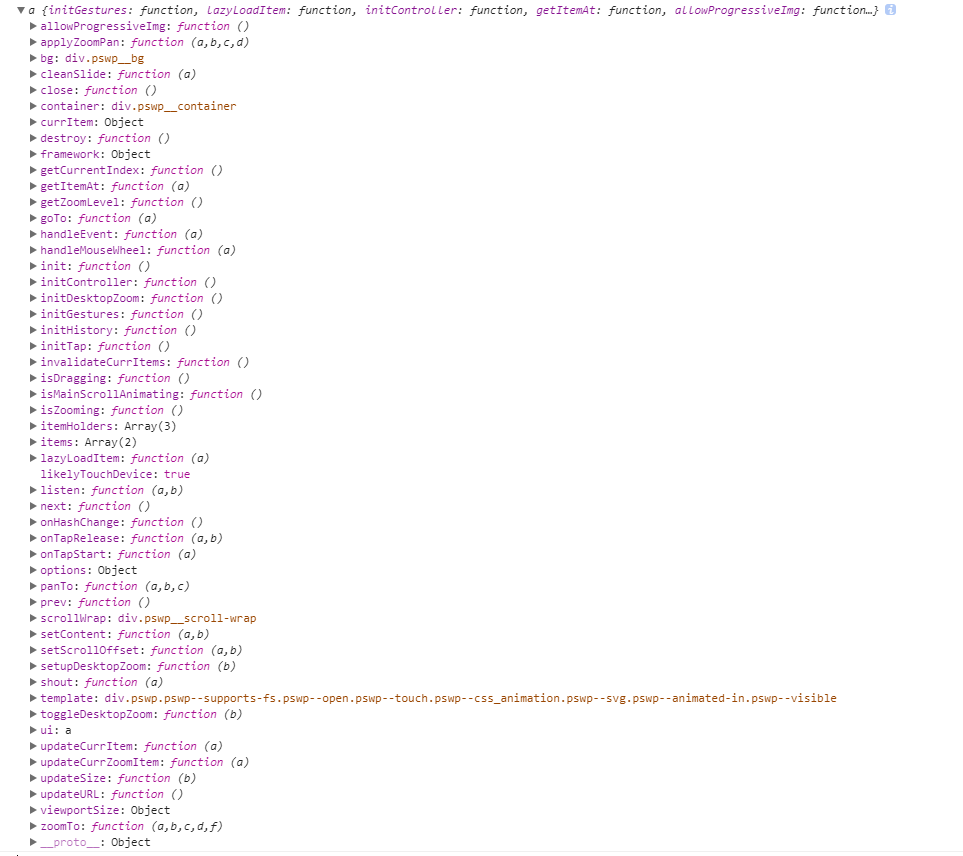 ▼a {initGestures: function, lazyLoadItem: function, initController: function, getItemAt: function, allowProgressiveImg: function…} i
▶allowProgressiveImg: function ()
▶applyZoomPan: function (a,b,c,d)
▶bg: div.pswp__bg
▶cleanSlide: function (a)
▶close: function ()
▶container: div.pswp__container
▶currItem: Object
▶destroy: function ()
▶framework: Object
▶getCurrentIndex: function ()
▶getItemAt: function (a)
▶getZoomLevel: function ()
▶goTo: function (a)
▶handleEvent: function (a)
▶handleMouseWheel: function (a)
▶init: function ()
▶initController: function ()
▶initDesktopZoom: function ()
▶initGestures: function ()
▶initHistory: function ()
▶initTap: function ()
▶invalidateCurrItems: function ()
▶isDragging: function ()
▶isMainScrollAnimating: function ()
▶isZooming: function ()
▶itemHolders: Array(3)
▶items: Array(2)
▶lazyLoadItem: function (a)
likelyTouchDevice: true
▶listen: function (a,b)
▶next: function ()
▶onHashChange: function ()
▶onTapRelease: function (a,b)
▶onTapStart: function (a)
▶options: Object
▶panTo: function (a,b,c)
▶prev: function ()
▶scrollWrap: div.pswp__scroll-wrap
▶setContent: function (a,b)
▶setScrollOffset: function (a,b)
▶setupDesktopZoom: function (b)
▶shout: function (a)
▶template: div.pswp.pswp--supports-fs.pswp--open.pswp--touch.pswp--css_animation.pswp--svg.pswp--animated-in.pswp--visible
▶toggleDesktopZoom: function (b)
▶ui: a
▶updateCurrItem: function (a)
▶updateCurrZoomItem: function (a)
▶updateSize: function (b)
▶updateURL: function ()
▶viewportSize: Object
▶zoomTo: function (a,b,c,d,f)
▶__proto__: Object